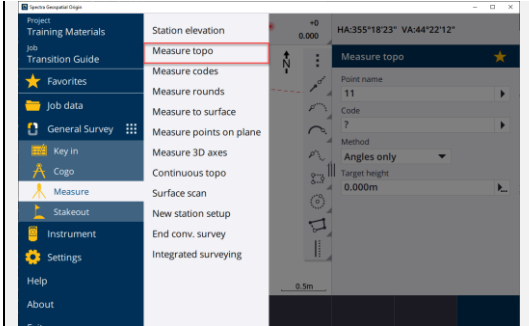 Spectra Geospatial Origin
Project
Training Materials
Job
Transition Guide
Favorites
Job data
General Survey
Key in
Cogo
Measure
Stakeout
Instrument
Settings
Help
About
Station elevation
Measure topo
Measure codes
Measure rounds
Measure to surface
Measure points on plane
Measure 3D axes
Continuous topo
Surface scan
New station setup
End conv. survey
Integrated surveying
+0
0.000
N
0.5m
HA:355°18'23" VA:44°22'12"
Measure topo
Point name
11
Code
?
Method
Angles only
Target height
0.000m